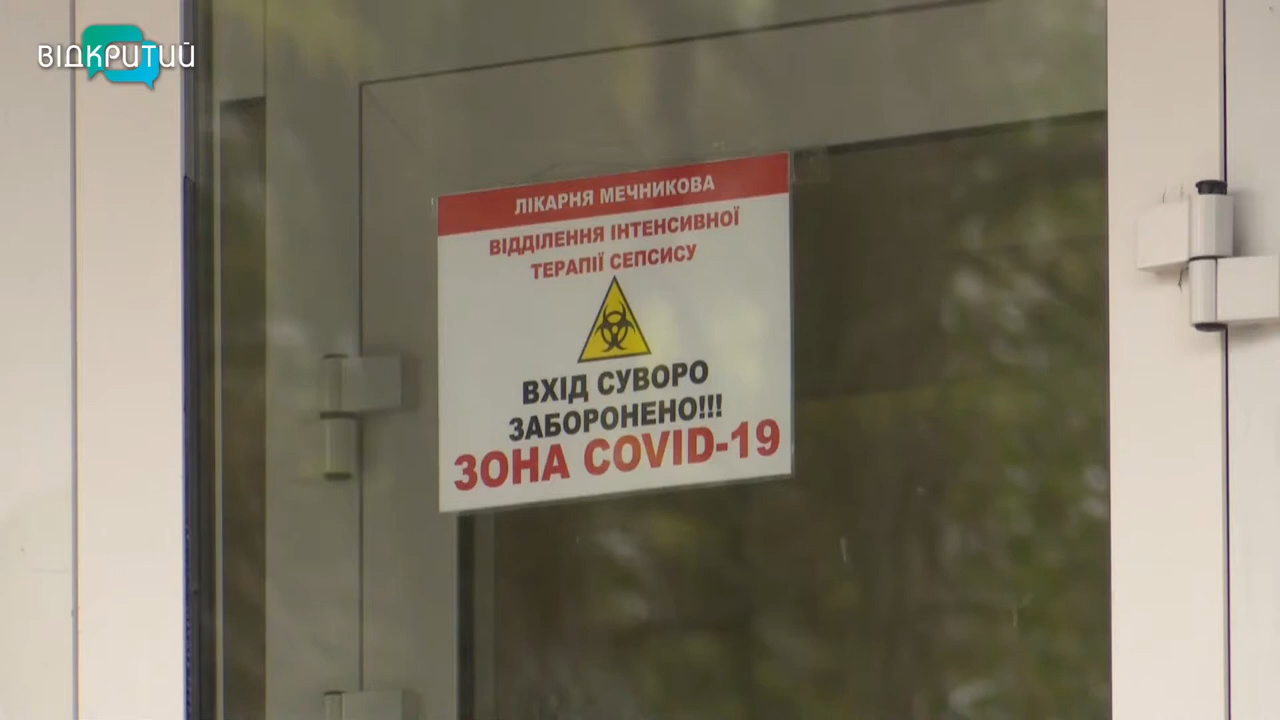 ВІДКРИТИЙ
ЛІКАРНЯ МЕЧНИКОВА
ВІДДІЛЕННЯ ІНТЕНСИВНОЇ
ТЕРАПІЇ СЕПСИСУ
ВХІД СУВОРО
ЗАБОРОНЕНО!!!
ЗОНА COVID-19